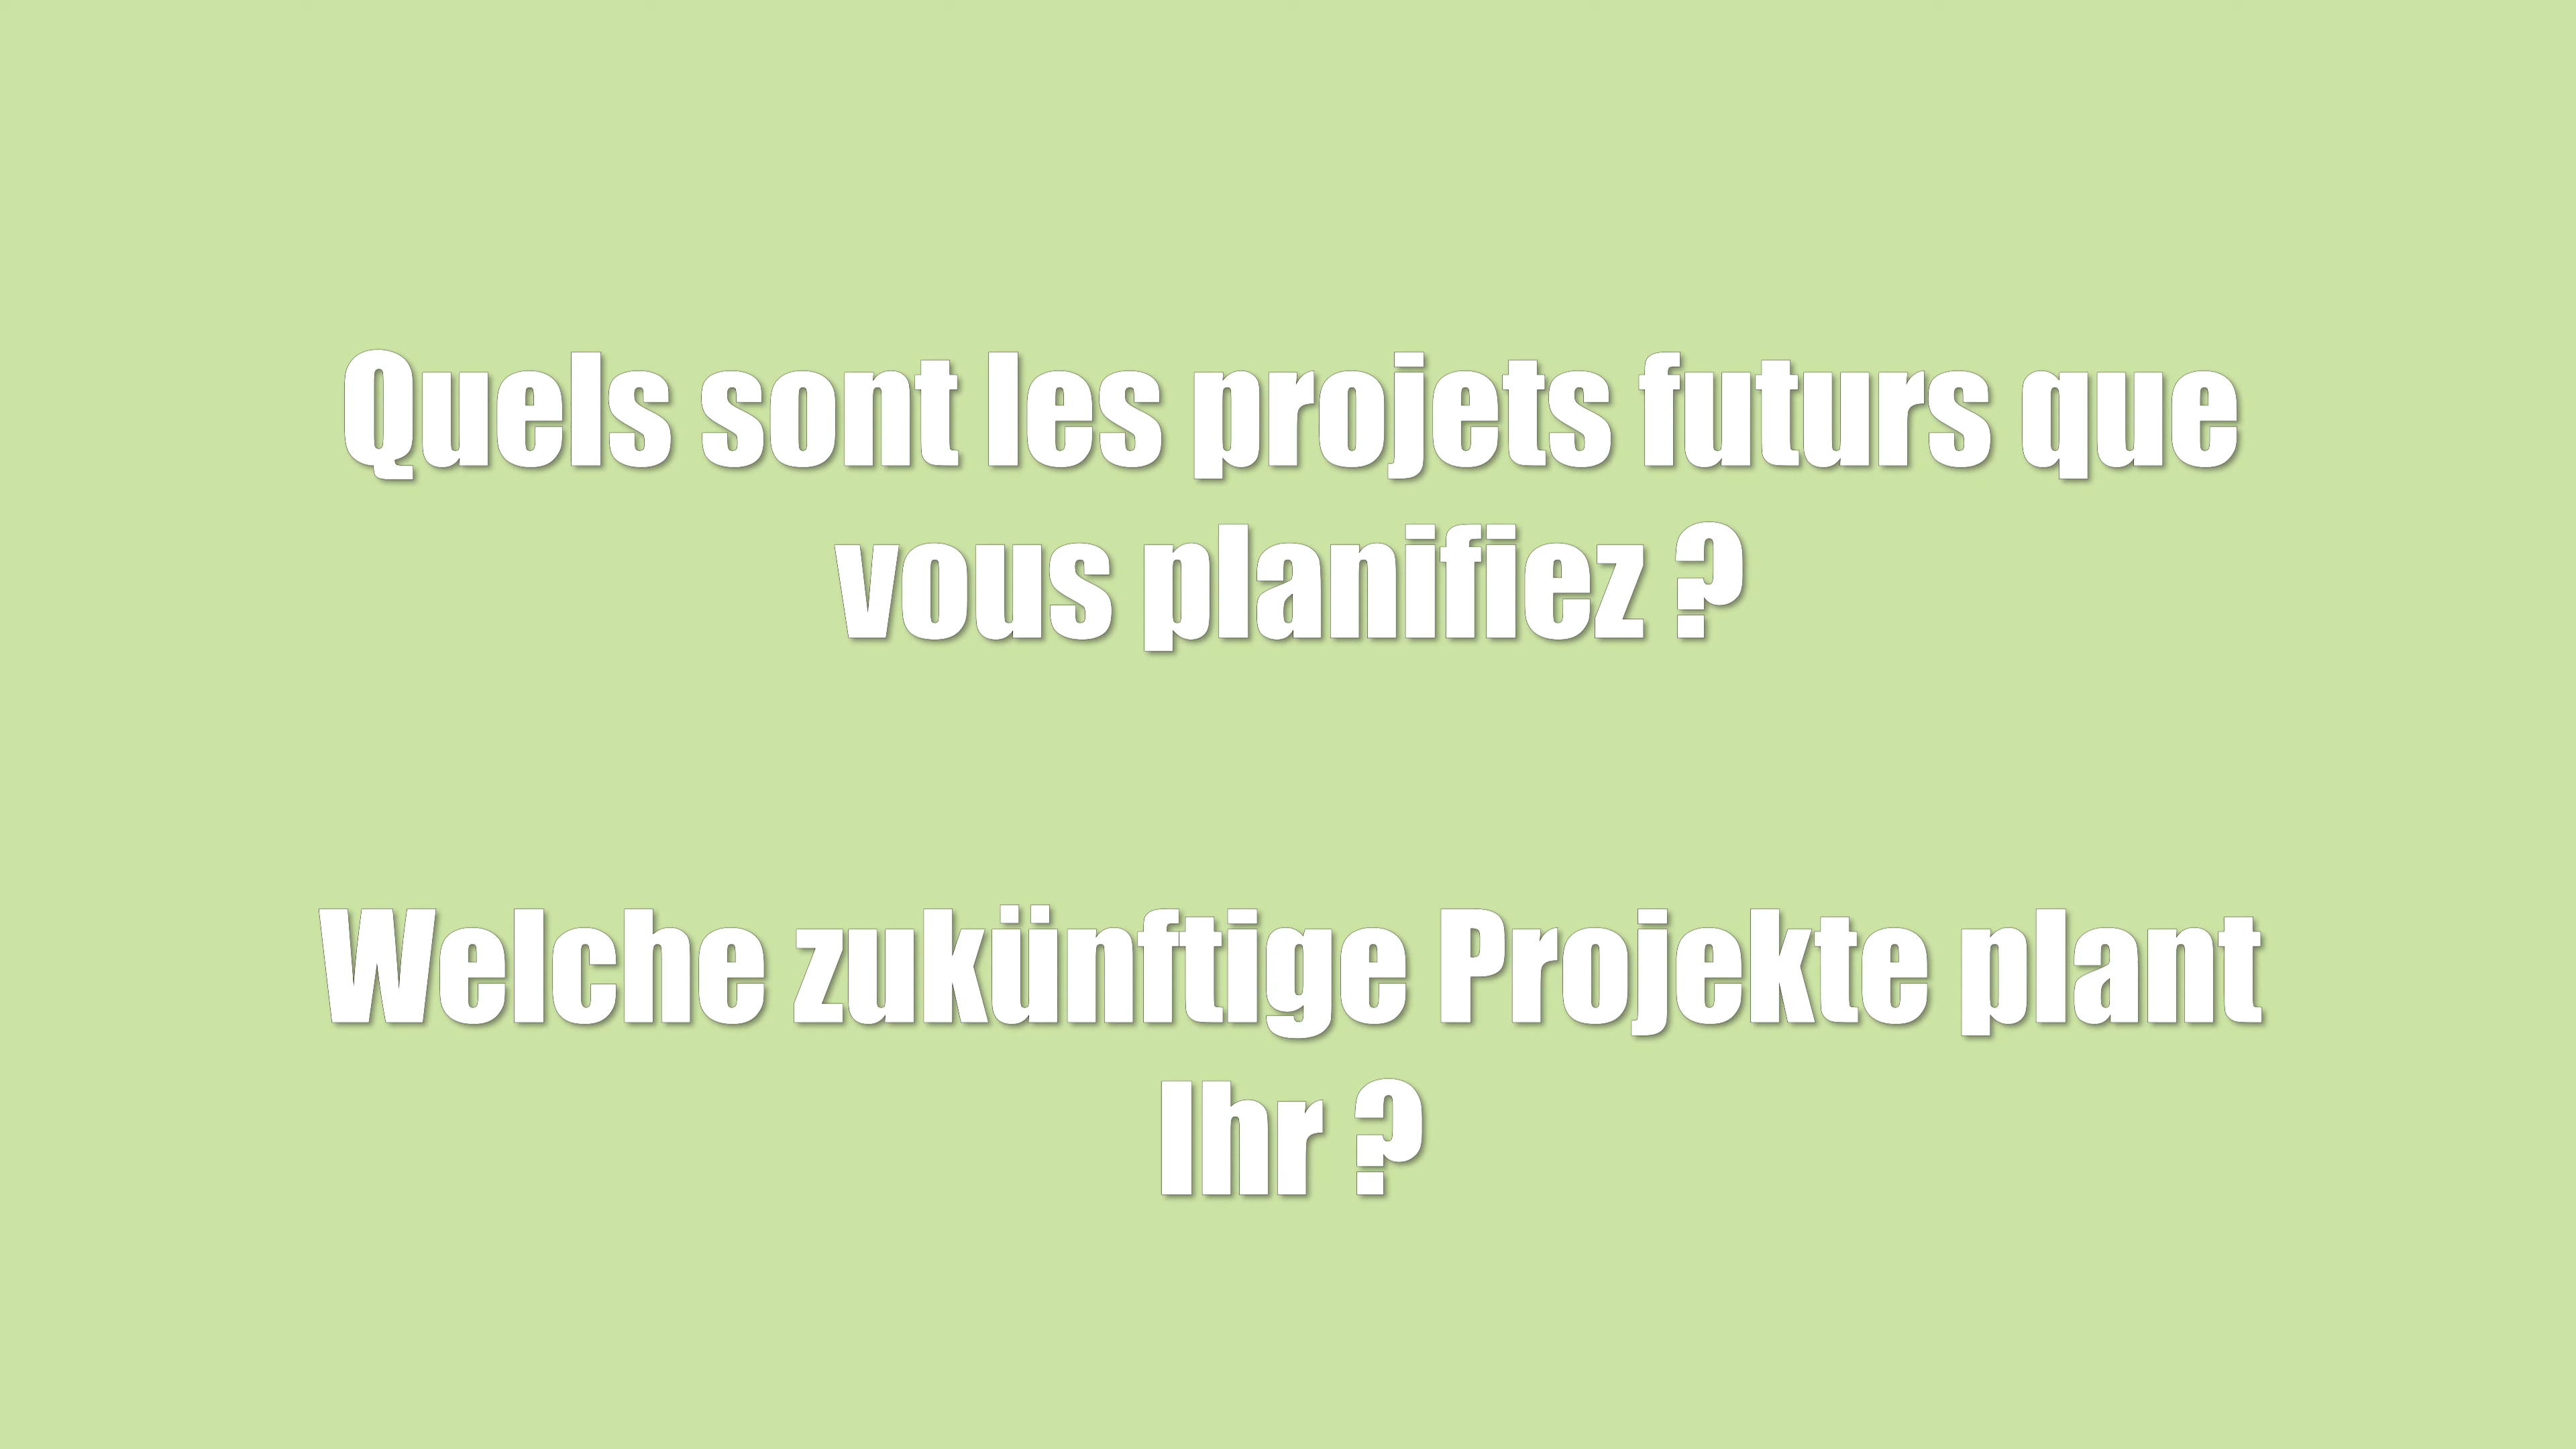 Quels sont les projets futurs que
vous planifiez ?
Welche zukünftige Projekte plant
Ihr ?